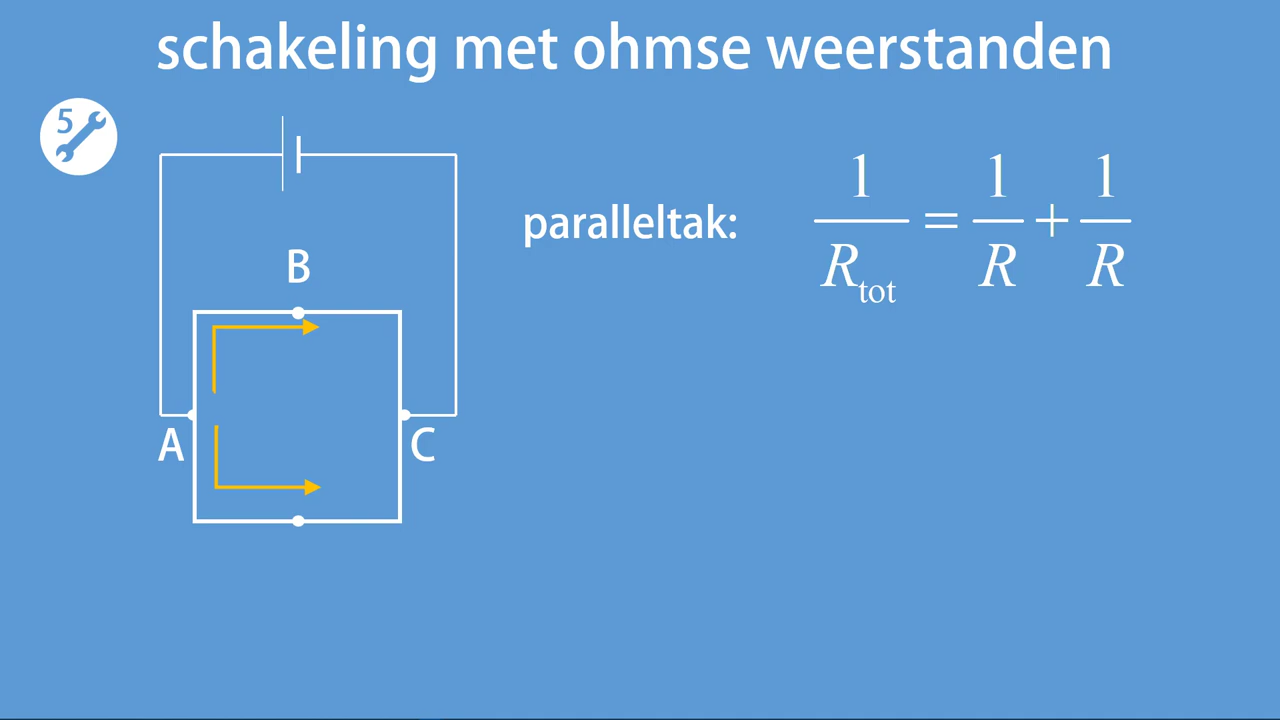 schakeling met ohmse weerstanden
5
B
A
C
paralleltak:
1/R_tot = 1/R + 1/R